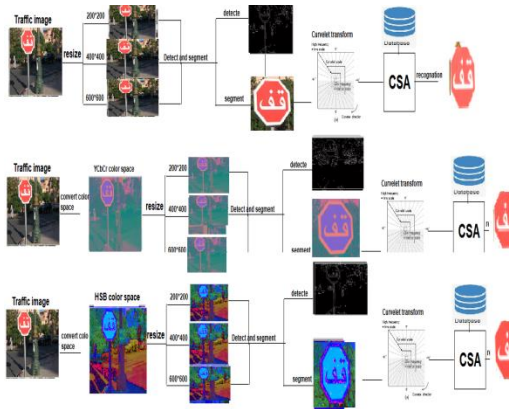 Traffic image
resize
200*200
400*400
600*600
Detect and segment
detecte
segment
قف
Curvelet transform
Database
CSA
recognation
قف
Traffic image
convert color space
YCbCr color space
resize
200*200
400*400
600*600
Detect and segment
detecte
segment
قف
Curvelet transform
Database
CSA
n
Traffic image
convert colo space
HSB color space
resize
200*200
400*400
600*600
Detect and segment
detecte
segment
قف
Curvelet transform
Database
CSA
n